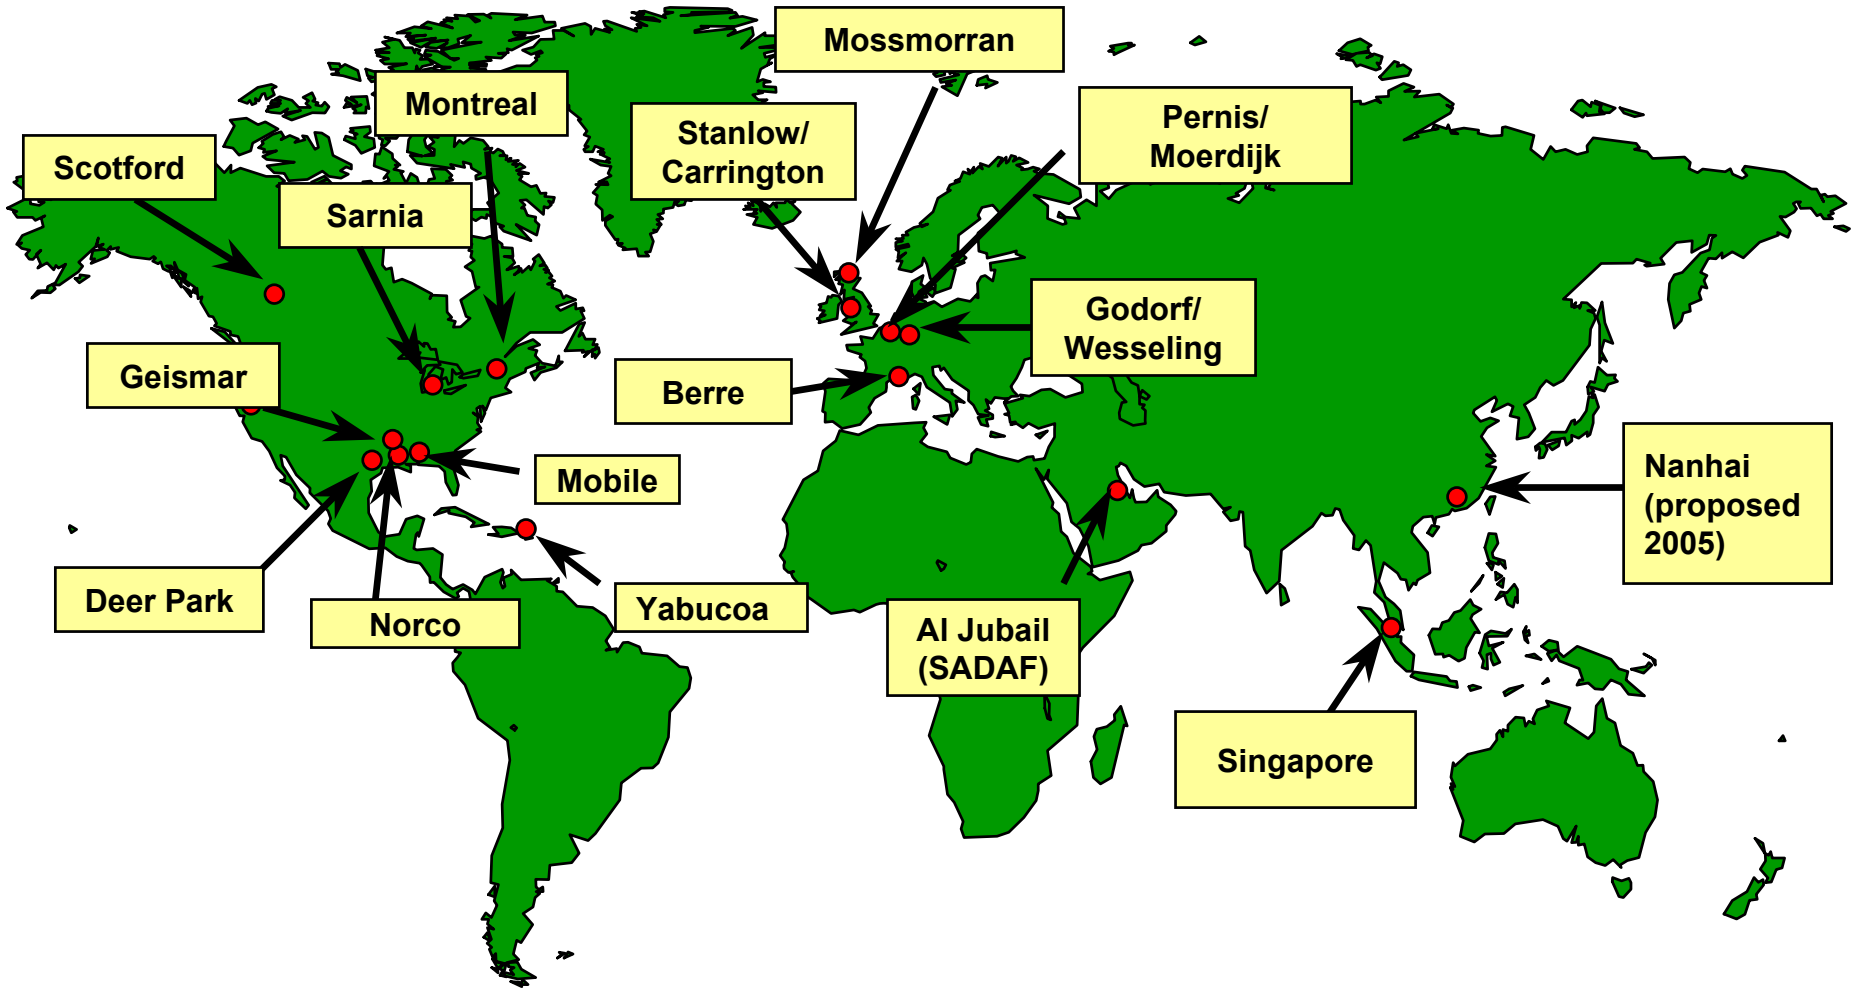 Mossmorran
Montreal
Stanlow/
Carrington
Pernis/
Moerdijk
Scotford
Sarnia
Godorf/
Wesseling
Geismar
Berre
Mobile
Nanhai
(proposed
2005)
Deer Park
Norco
Yabucoa
Al Jubail
(SADAF)
Singapore